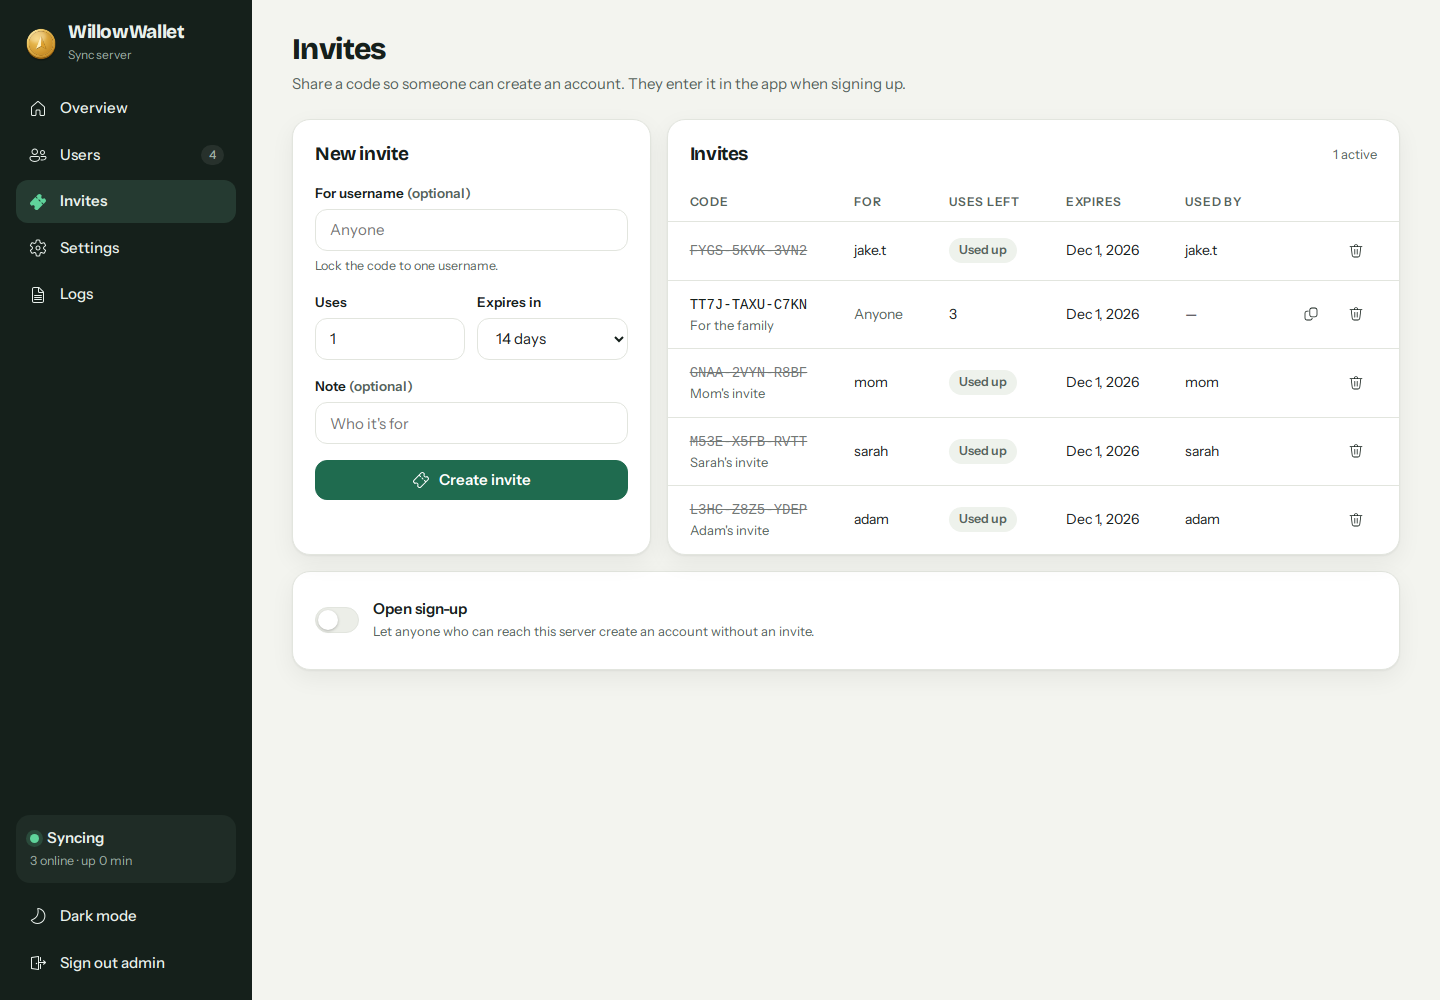 WillowWallet
Sync server
Overview
Users 4
Invites
Settings
Logs
Syncing
3 online · up 0 min
Dark mode
Sign out admin
Invites
Share a code so someone can create an account. They enter it in the app when signing up.
New invite
For username (optional)
Anyone
Lock the code to one username.
Uses Expires in
1 14 days
Note (optional)
Who it's for
Create invite
Invites 1 active
CODE FOR USES LEFT EXPIRES USED BY
FYGS-5KVK-3VN2 jake.t Used up Dec 1, 2026 jake.t
TT7J-TAXU-C7KN Anyone 3 Dec 1, 2026 —
For the family
GNAA-2VYN-R8BF mom Used up Dec 1, 2026 mom
Mom's invite
M53E-X5FB-RVTT sarah Used up Dec 1, 2026 sarah
Sarah's invite
L3HC-Z8Z5-YDEP adam Used up Dec 1, 2026 adam
Adam's invite
Open sign-up
Let anyone who can reach this server create an account without an invite.